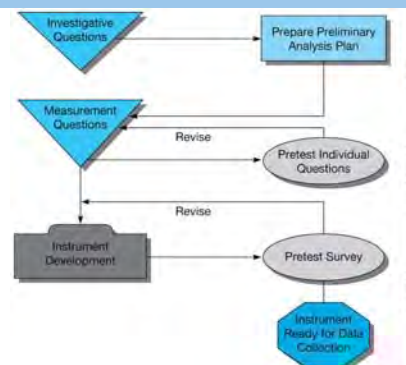 Investigative
Questions
Prepare Preliminary
Analysis Plan
Measurement
Questions
Revise
Pretest Individual
Questions
Revise
Instrument
Development
Pretest Survey
Instrument
Ready for Data
Collection